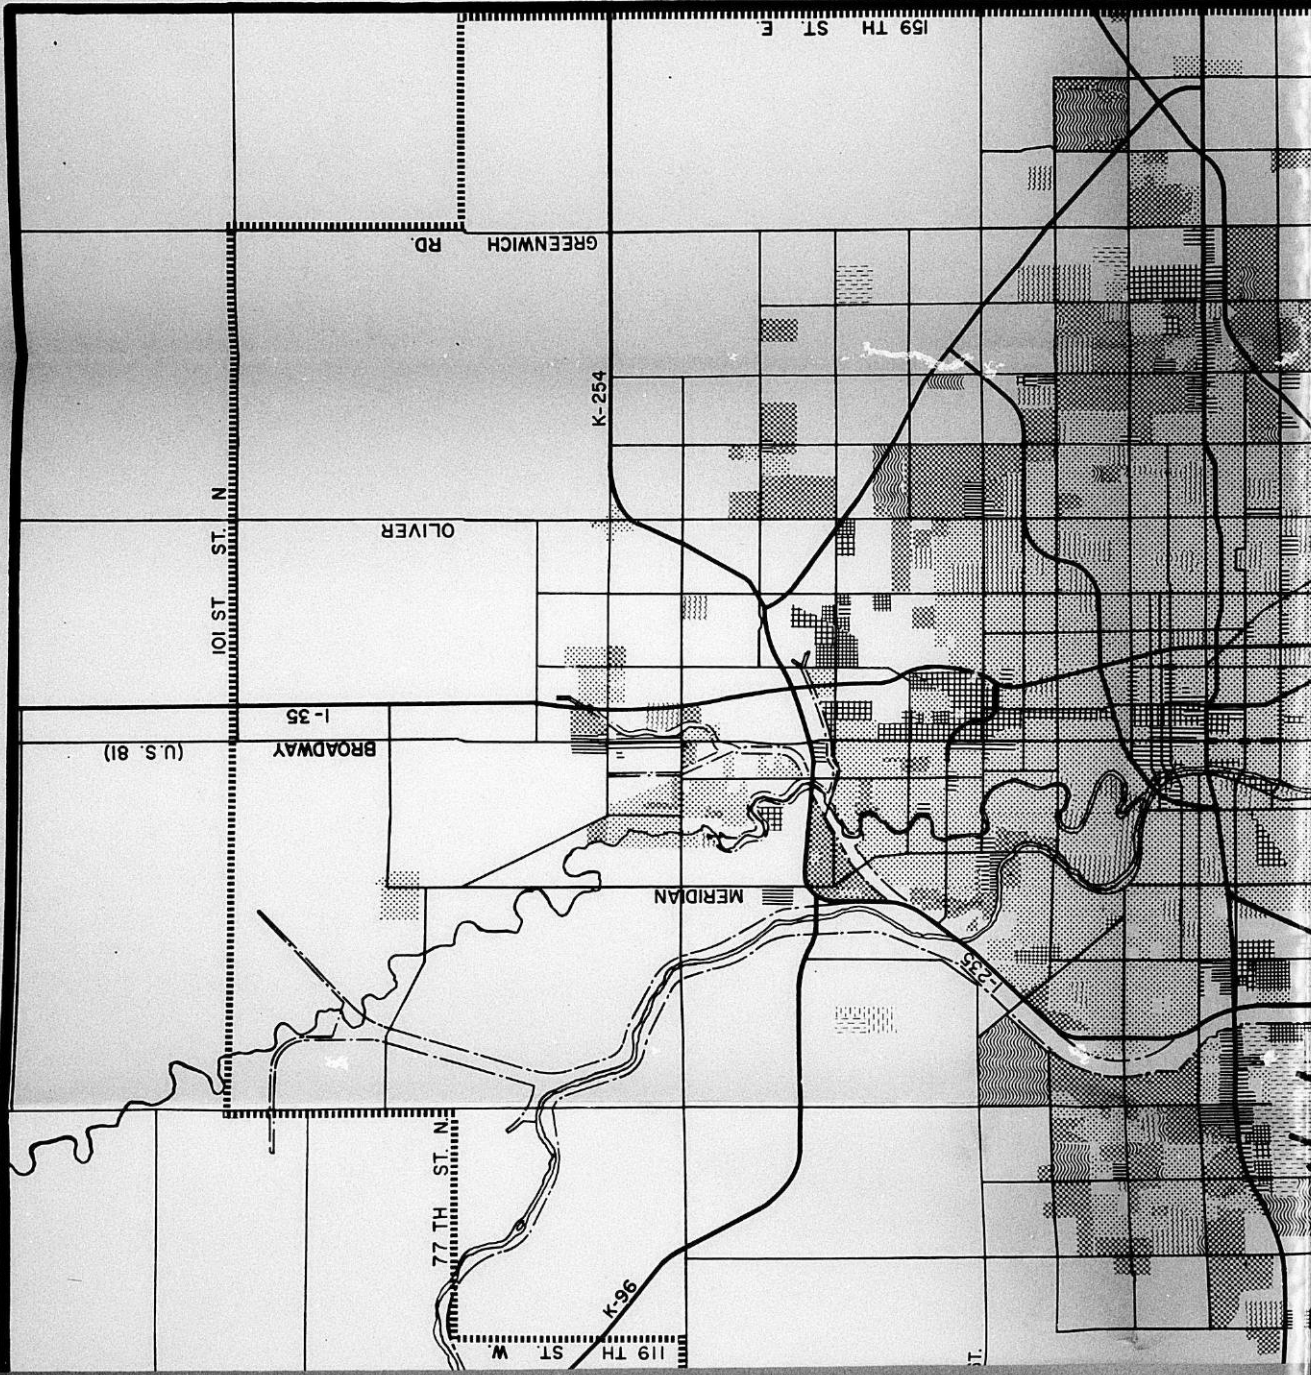 159 TH ST. E.
GREENWICH RD.
K-254
OLIVER
101 ST ST. N
I-35
BROADWAY
(U.S. 81)
MERIDIAN
I-235
77 TH ST. N.
K-96
119 TH ST. W.
ST.